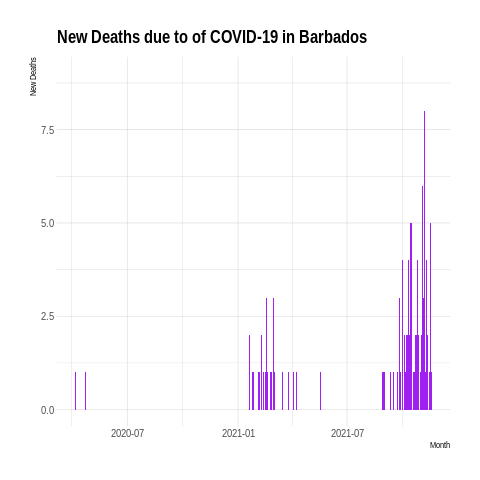 New Deaths due to of COVID-19 in Barbados
New Deaths
7.5
5.0
2.5
0.0
2020-07
2021-01
2021-07
Month